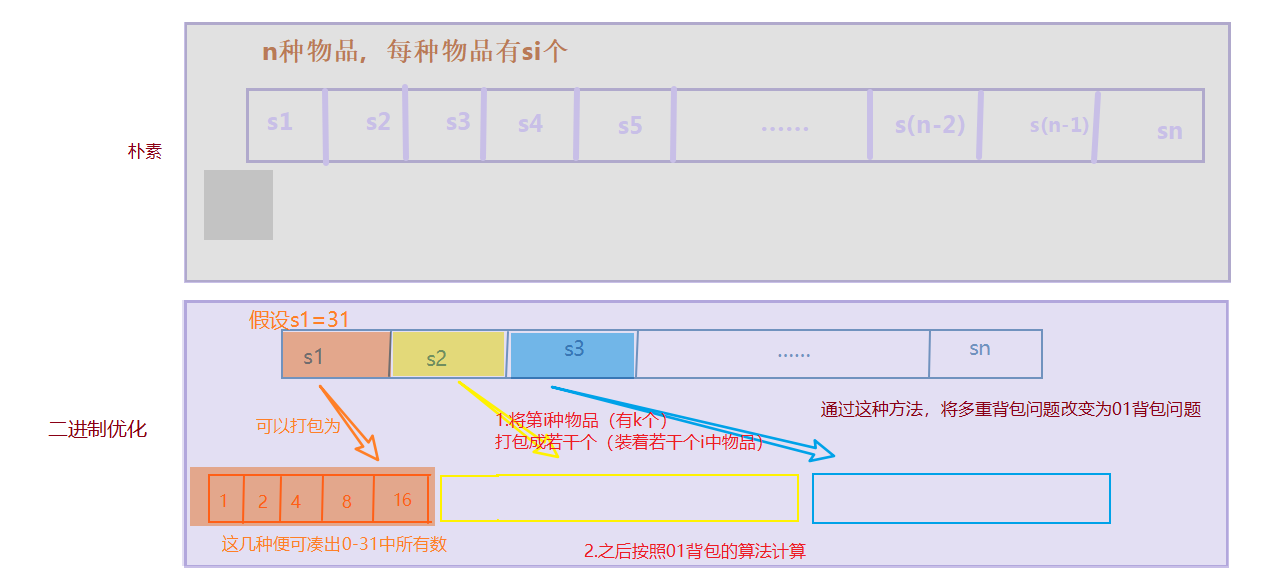 n种物品，每种物品有si个
s1 s2 s3 s4 s5 …… s(n-2) s(n-1) sn
朴素
假设s1=31
s1 s2 s3 …… sn
通过这种方法，将多重背包问题改变为01背包问题
可以打包为
1.将第i种物品（有k个）
打包成若干个（装着若干个i中物品）
二进制优化
1 2 4 8 16
这几种便可凑出0-31中所有数
2.之后按照01背包的算法计算